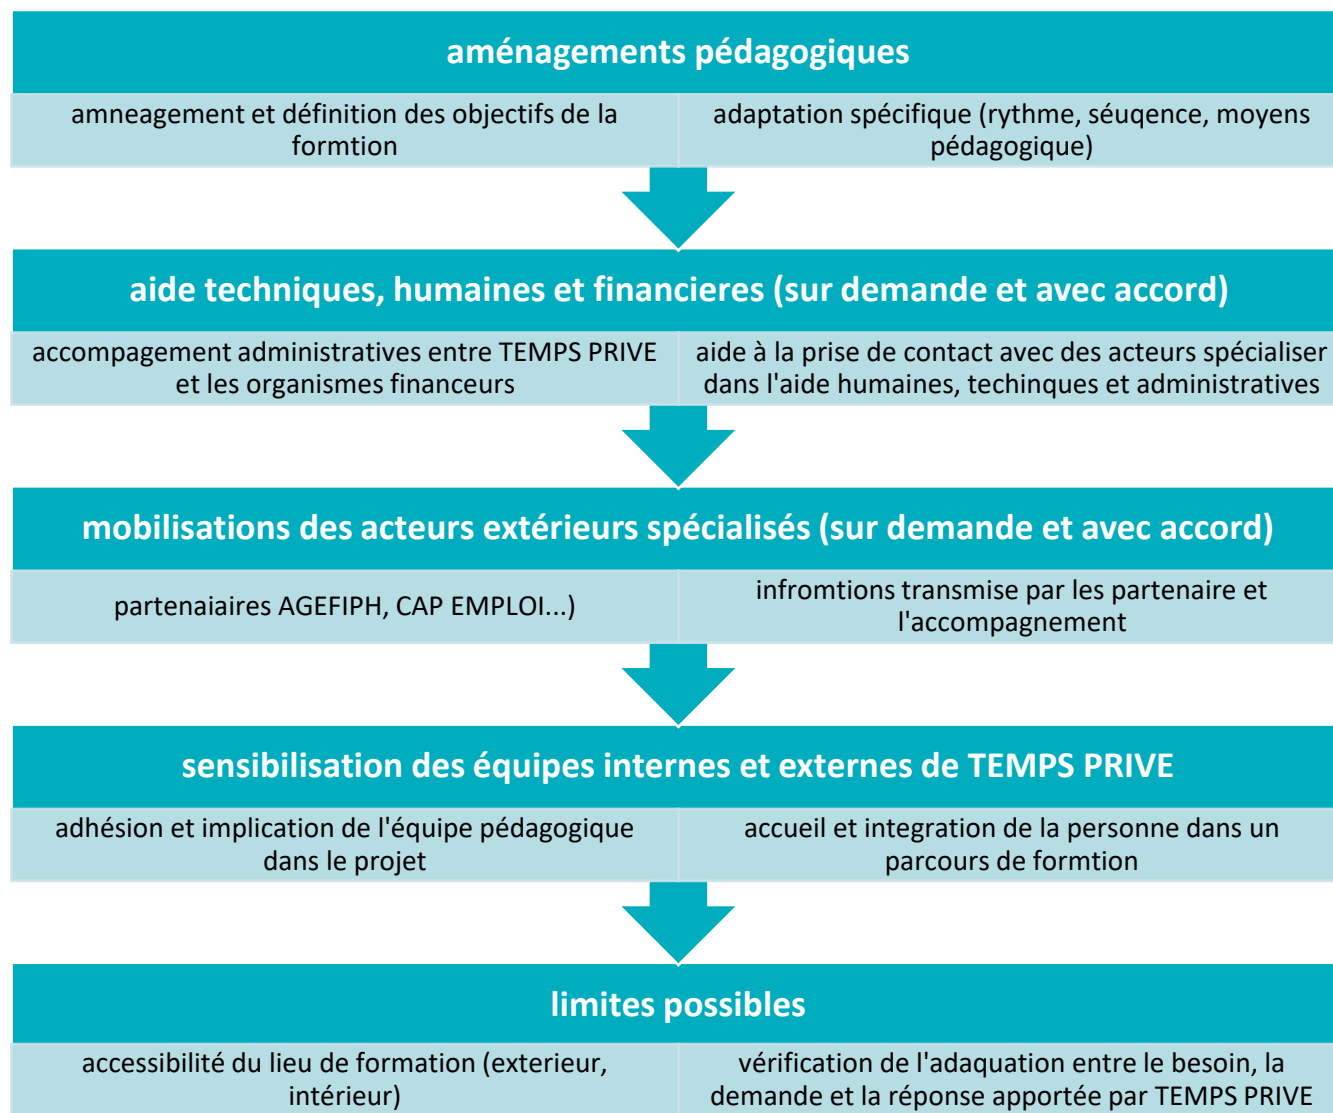 aménagements pédagogiques
amneagement et définition des objectifs de la
formtion
adaptation spécifique (rythme, séuqence, moyens
pédagogique)
aide techniques, humaines et financieres (sur demande et avec accord)
accompagement administratives entre TEMPS PRIVE
et les organismes financeurs
aide à la prise de contact avec des acteurs spécialiser
dans l'aide humaines, techinques et administratives
mobilisations des acteurs extérieurs spécialisés (sur demande et avec accord)
partenaiaires AGEFIPH, CAP EMPLOI...)
infromtions transmise par les partenaire et
l'accompagnement
sensibilisation des équipes internes et externes de TEMPS PRIVE
adhésion et implication de l'équipe pédagogique
dans le projet
accueil et integration de la personne dans un
parcours de formtion
limites possibles
accessibilité du lieu de formation (exterieur,
intérieur)
vérification de l'adaquation entre le besoin, la
demande et la réponse apportée par TEMPS PRIVE